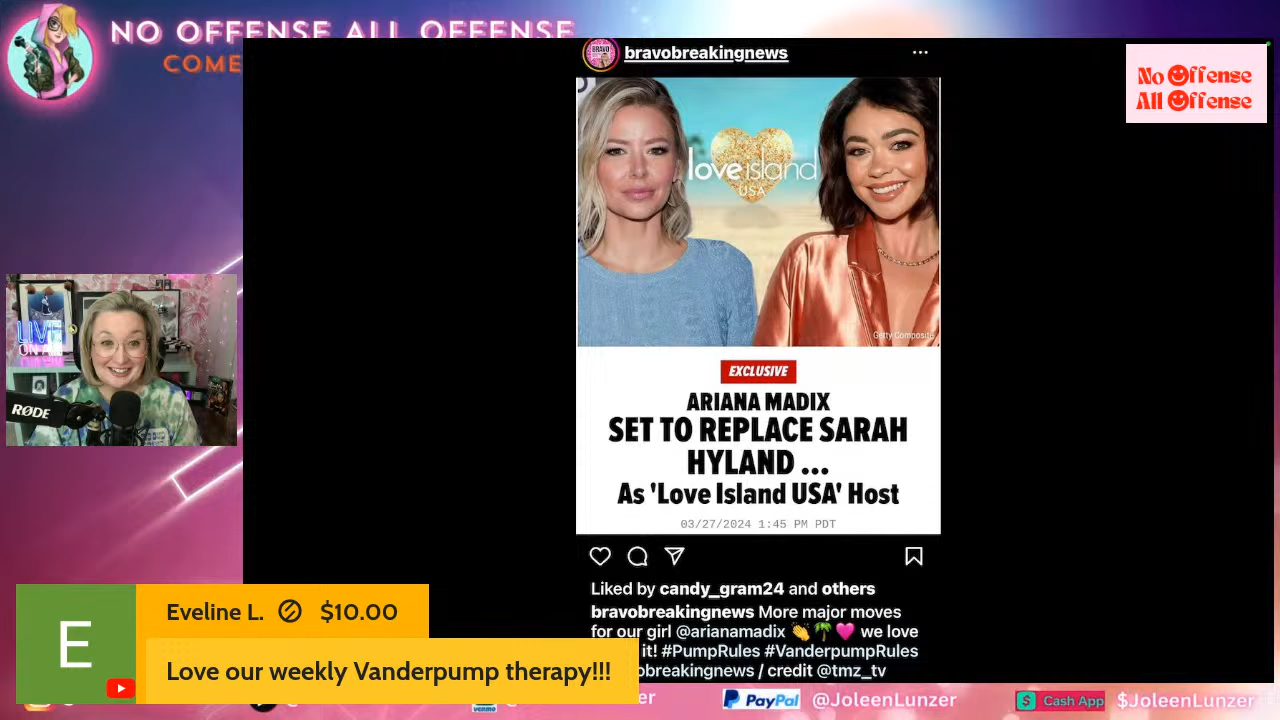 NO OFFENSE ALL OFFENSE
COME
bravobreakingnews
No Offense
All Offense
love island
USA
Getty Composite
LIVE
ON AIR
RØDE
EXCLUSIVE
ARIANA MADIX
SET TO REPLACE SARAH
HYLAND ...
As 'Love Island USA' Host
03/27/2024 1:45 PM PDT
Liked by candy_gram24 and others
bravobreakingnews More major moves
for our girl @arianamadix 👏🌴🩷 we love
it! #PumpRules #VanderpumpRules
obreakingnews / credit @tmz_tv
E
Eveline L. $10.00
Love our weekly Vanderpump therapy!!!
venmo
PayPal @JoleenLunzer
$ Cash App $JoleenLunzer